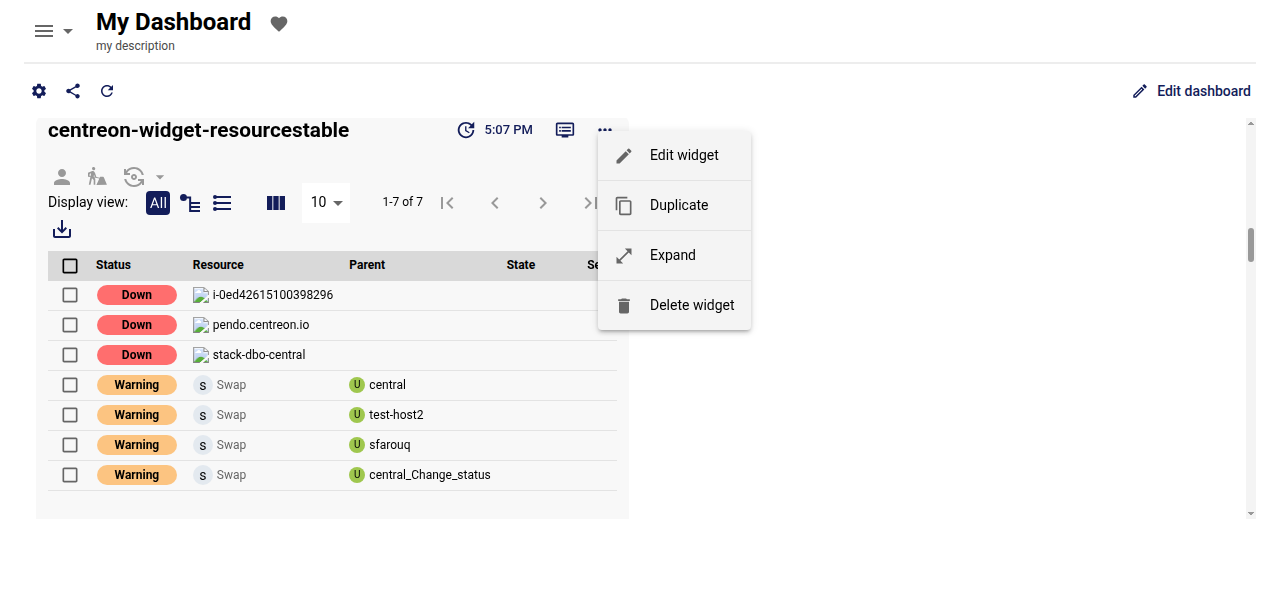 My Dashboard
my description
Edit dashboard
centreon-widget-resourcestable
5:07 PM
Edit widget
Duplicate
Expand
Delete widget
Display view:
All
10
1-7 of 7
Status Resource Parent State Se
Down i-0ed42615100398296
Down pendo.centreon.io
Down stack-dbo-central
Warning S Swap U central
Warning S Swap U test-host2
Warning S Swap U sfarouq
Warning S Swap U central_Change_status